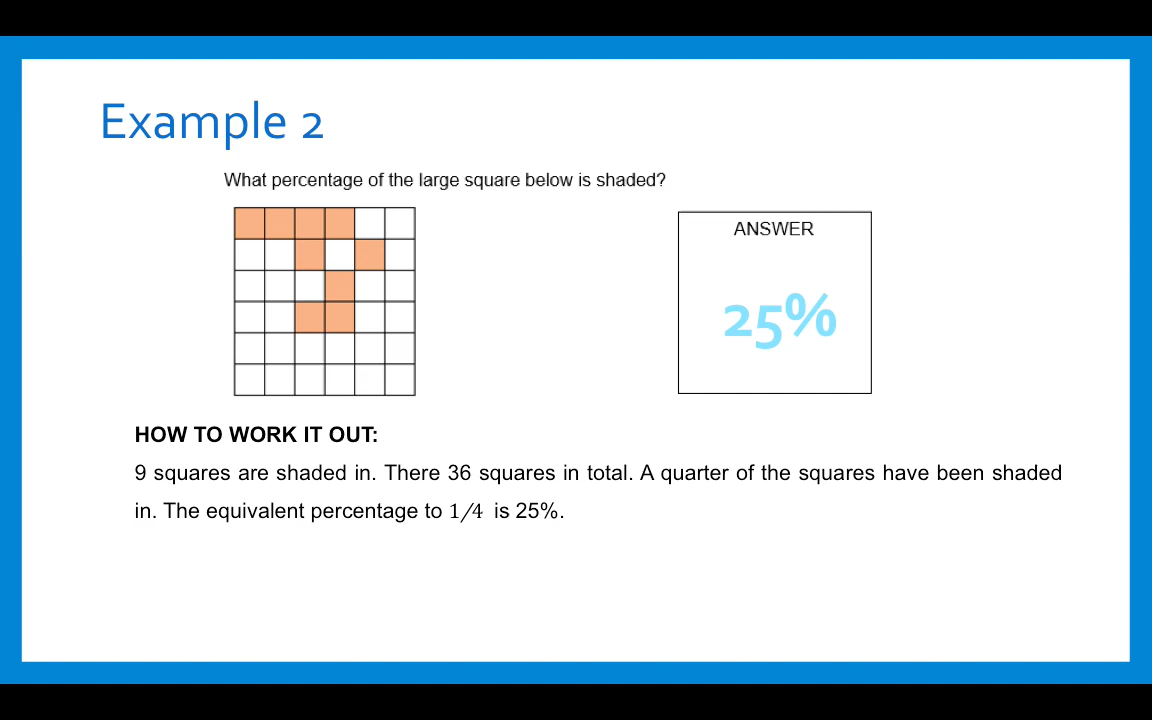 Example 2
What percentage of the large square below is shaded?
ANSWER
25%
HOW TO WORK IT OUT:
9 squares are shaded in. There 36 squares in total. A quarter of the squares have been shaded
in. The equivalent percentage to 1/4 is 25%.